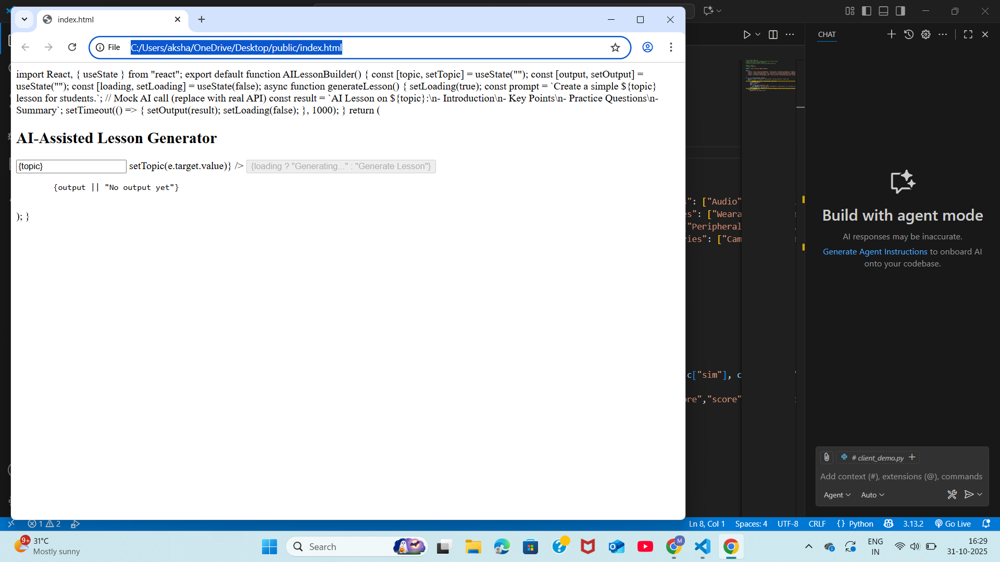 index.html
File
C:/Users/aksha/OneDrive/Desktop/public/index.html
import React, { useState } from "react"; export default function AILessonBuilder() { const [topic, setTopic] = useState(""); const [output, setOutput] =
useState(""); const [loading, setLoading] = useState(false); async function generateLesson() { setLoading(true); const prompt = `Create a simple ${topic}
lesson for students.`; // Mock AI call (replace with real API) const result = `AI Lesson on ${topic}:\n- Introduction\n- Key Points\n- Practice Questions\n-
Summary`; setTimeout(() => { setOutput(result); setLoading(false); }, 1000); } return (
AI-Assisted Lesson Generator
{topic} setTopic(e.target.value)} /> {loading ? "Generating..." : "Generate Lesson"}
{output || "No output yet"}
); }
": ["Audio"
es": ["Weara
"Peripheral
ries": ["Cam
c["sim"], c
ore","score"
CHAT
Build with agent mode
AI responses may be inaccurate.
Generate Agent Instructions to onboard AI
onto your codebase.
# client_demo.py
Add context (#), extensions (@), commands
Agent Auto
1 2
Ln 8, Col 1 Spaces: 4 UTF-8 CRLF {} Python 3.13.2 Go Live
9+
31°C
Mostly sunny
Search
M
ENG
IN
16:29
31-10-2025